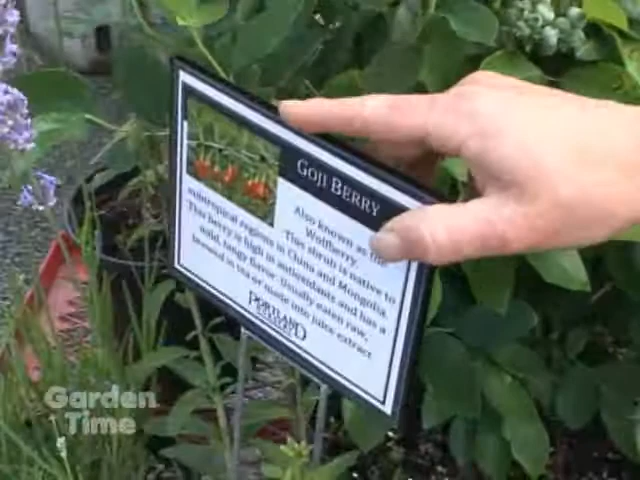 GOJI BERRY
Also known as the
Wolfberry.
This shrub is native to
subtropical regions in China and Mongolia.
This berry is high in antioxidants and has a
mild, tangy flavor. Usually eaten raw,
brewed in tea or made into juice extract
PORTLAND
Garden
Time